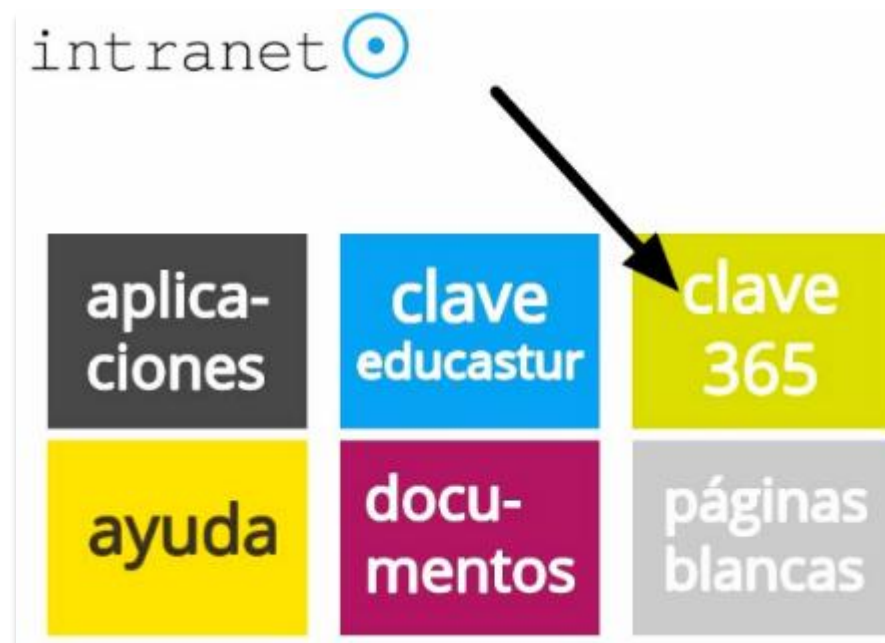 intranet
aplica-
ciones
clave
educastur
clave
365
ayuda
docu-
mentos
páginas
blancas